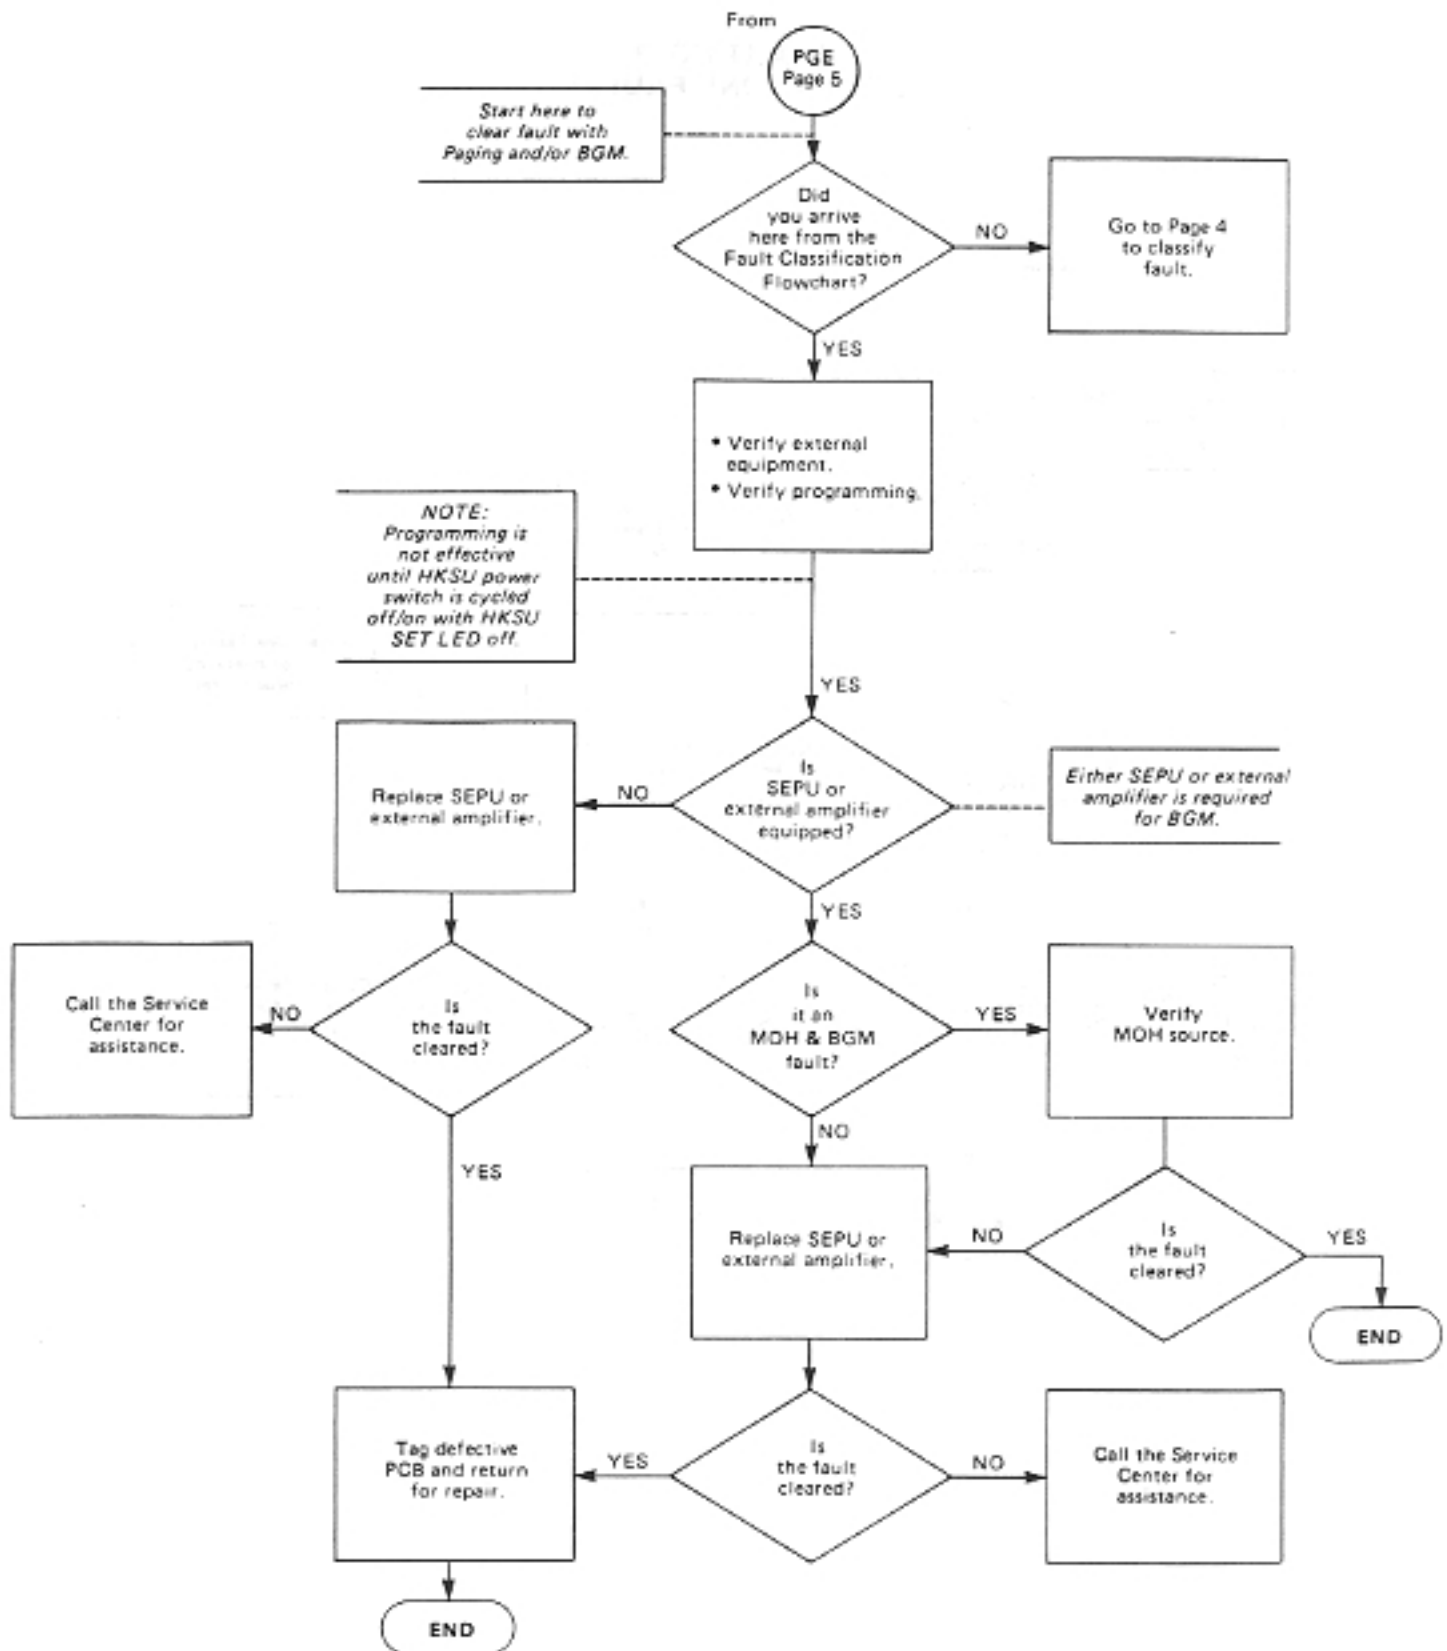 From
PGE
Page 5
Start here to
clear fault with
Paging and/or BGM.
Did
you arrive
here from the
Fault Classification
Flowchart?
NO
Go to Page 4
to classify
fault.
YES
• Verify external
equipment.
• Verify programming.
NOTE:
Programming is
not effective
until HKSU power
switch is cycled
off/on with HKSU
SET LED off.
YES
Is
SEPU or
external amplifier
equipped?
NO
Replace SEPU or
external amplifier.
Either SEPU or external
amplifier is required
for BGM.
YES
Is
the fault
cleared?
NO
Call the Service
Center for
assistance.
YES
Is
it an
MOH & BGM
fault?
YES
Verify
MOH source.
NO
Replace SEPU or
external amplifier.
NO
Is
the fault
cleared?
YES
END
Tag defective
PCB and return
for repair.
YES
Is
the fault
cleared?
NO
Call the Service
Center for
assistance.
END